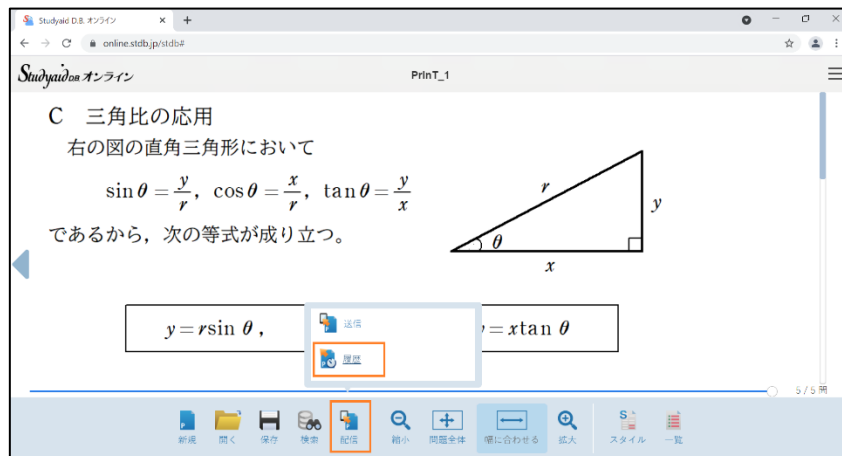 Studyaid D.B. オンライン
online.stdb.jp/stdb#
Studyaid D.B. オンライン
PrinT_1
C 三角比の応用
右の図の直角三角形において
sinθ = y/r, cosθ = x/r, tanθ = y/x
であるから，次の等式が成り立つ。
r
y
θ
x
y = r sin θ ,
= x tan θ
送信
履歴
5/5問
新規 開く 保存 検索 配信 縮小 問題全体 幅に合わせる 拡大 スタイル 一覧